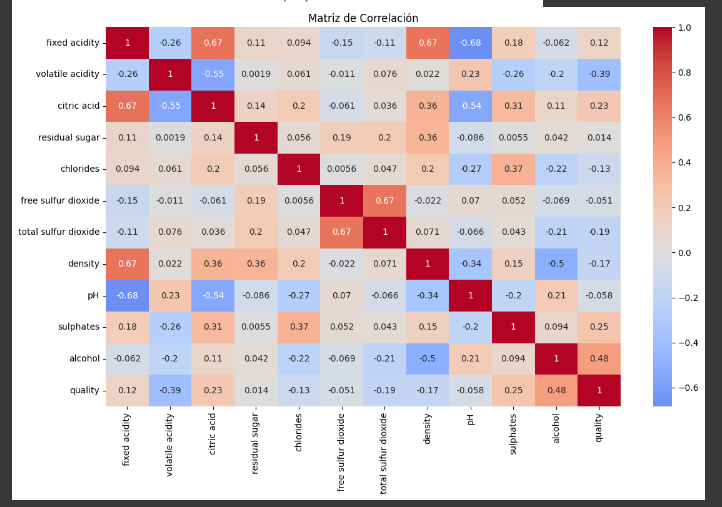 Matriz de Correlación
fixed acidity 1 -0.26 0.67 0.11 0.094 -0.15 -0.11 0.67 -0.68 0.18 -0.062 0.12
volatile acidity -0.26 1 -0.55 0.0019 0.061 -0.011 0.076 0.022 0.23 -0.26 -0.2 -0.39
citric acid 0.67 -0.55 1 0.14 0.2 -0.061 0.036 0.36 -0.54 0.31 0.11 0.23
residual sugar 0.11 0.0019 0.14 1 0.056 0.19 0.2 0.36 -0.086 0.0055 0.042 0.014
chlorides 0.094 0.061 0.2 0.056 1 0.0056 0.047 0.2 -0.27 0.37 -0.22 -0.13
free sulfur dioxide -0.15 -0.011 -0.061 0.19 0.0056 1 0.67 -0.022 0.07 0.052 -0.069 -0.051
total sulfur dioxide -0.11 0.076 0.036 0.2 0.047 0.67 1 0.071 -0.066 0.043 -0.21 -0.19
density 0.67 0.022 0.36 0.36 0.2 -0.022 0.071 1 -0.34 0.15 -0.5 -0.17
pH -0.68 0.23 -0.54 -0.086 -0.27 0.07 -0.066 -0.34 1 -0.2 0.21 -0.058
sulphates 0.18 -0.26 0.31 0.0055 0.37 0.052 0.043 0.15 -0.2 1 0.094 0.25
alcohol -0.062 -0.2 0.11 0.042 -0.22 -0.069 -0.21 -0.5 0.21 0.094 1 0.48
quality 0.12 -0.39 0.23 0.014 -0.13 -0.051 -0.19 -0.17 -0.058 0.25 0.48 1
fixed acidity
volatile acidity
citric acid
residual sugar
chlorides
free sulfur dioxide
total sulfur dioxide
density
pH
sulphates
alcohol
quality
1.0
0.8
0.6
0.4
0.2
0.0
−0.2
−0.4
−0.6